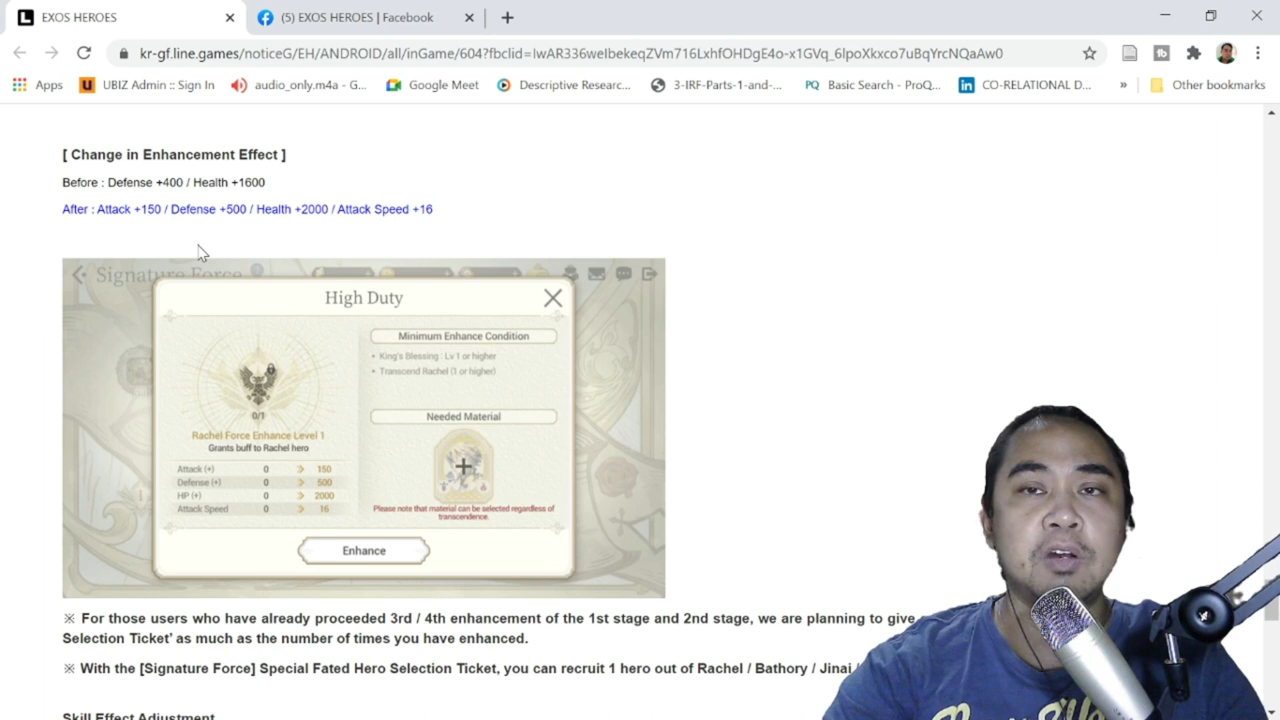 EXOS HEROES
(5) EXOS HEROES | Facebook
kr-gf.line.games/noticeG/EH/ANDROID/all/inGame/604?fbclid=IwAR336weIbekeqZVm716LxhfOHDgE4o-x1GVq_6lpoXkxco7uBqYrcNQaAw0
Apps
UBIZ Admin :: Sign In
audio_only.m4a - G...
Google Meet
Descriptive Researc...
3-IRF-Parts-1-and-...
PQ Basic Search - ProQ...
CO-RELATIONAL D...
» Other bookmarks
[ Change in Enhancement Effect ]
Before : Defense +400 / Health +1600
After : Attack +150 / Defense +500 / Health +2000 / Attack Speed +16
Signature Force
High Duty
0/1
Rachel Force Enhance Level 1
Grants buff to Rachel hero
Attack (+) 0 150
Defense (+) 0 500
HP (+) 0 2000
Attack Speed 0 16
Minimum Enhance Condition
• King's Blessing : Lv 1 or higher
• Transcend Rachel (1 or higher)
Needed Material
Please note that material can be selected regardless of
transcendence.
Enhance
※ For those users who have already proceeded 3rd / 4th enhancement of the 1st stage and 2nd stage, we are planning to give
Selection Ticket' as much as the number of times you have enhanced.
※ With the [Signature Force] Special Fated Hero Selection Ticket, you can recruit 1 hero out of Rachel / Bathory / Jinai
Skill Effect Adjustment